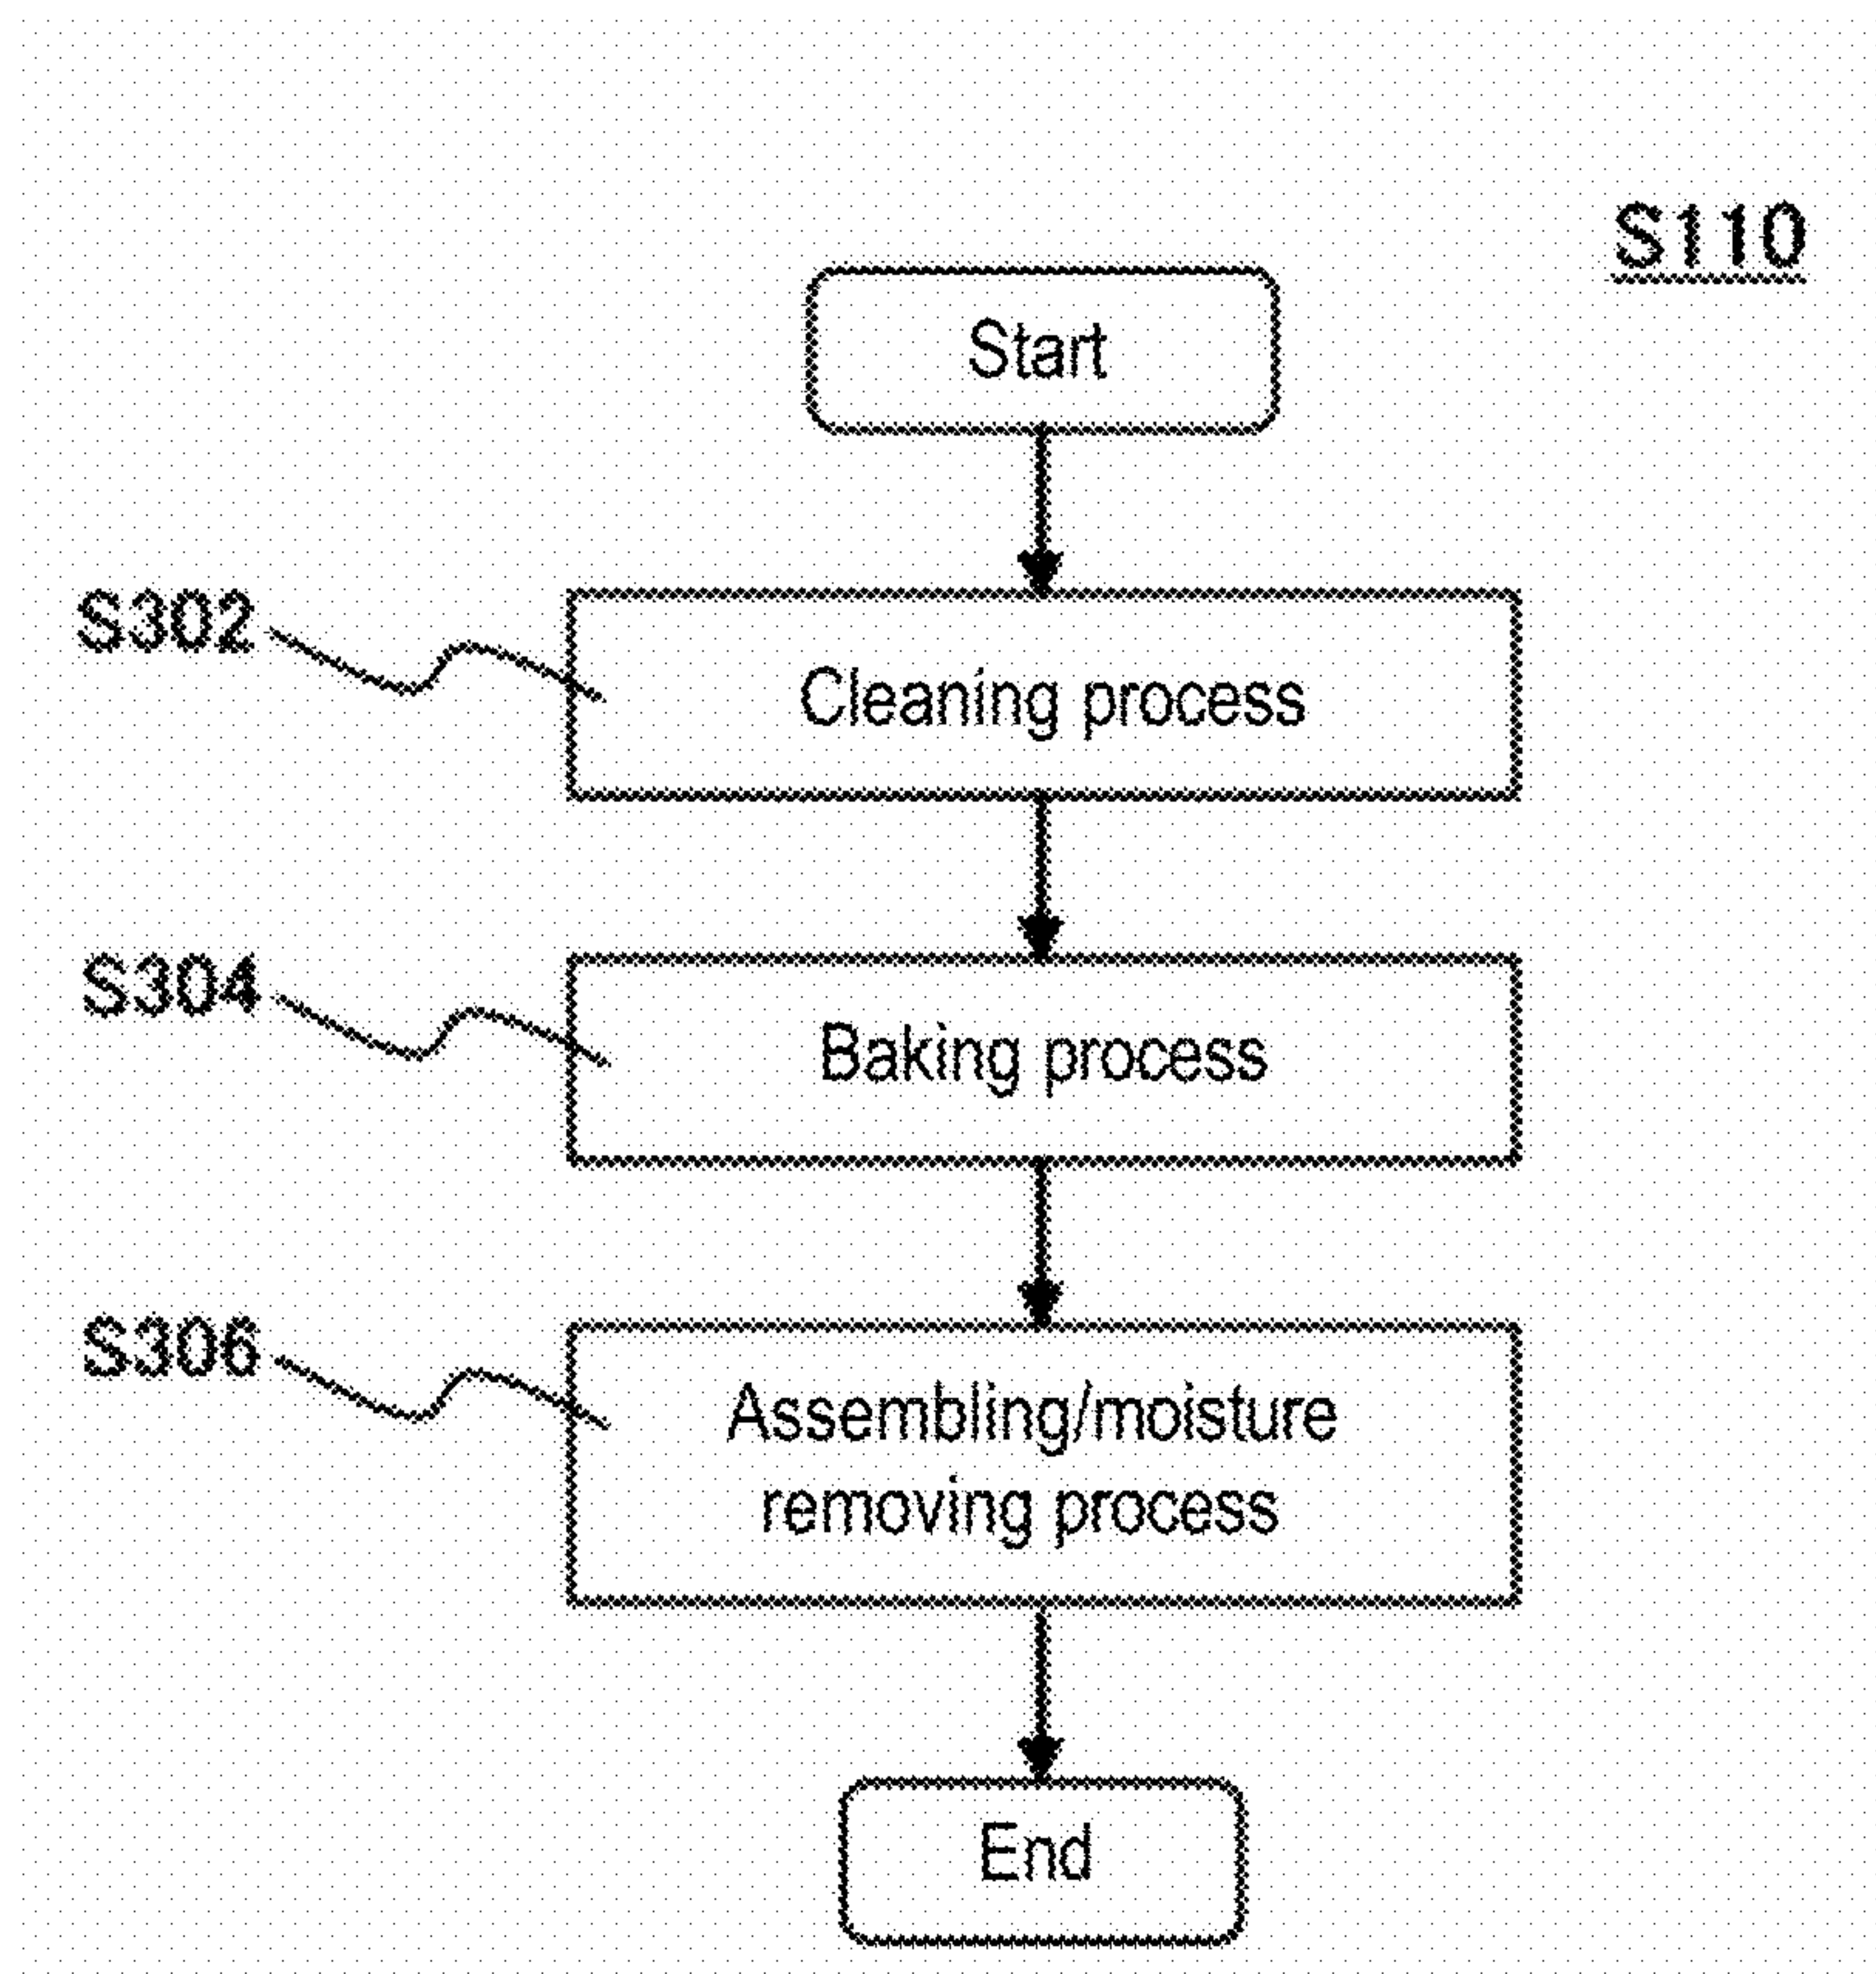 S110
Start
S302
Cleaning process
S304
Baking process
S306
Assembling/moisture
removing process
End